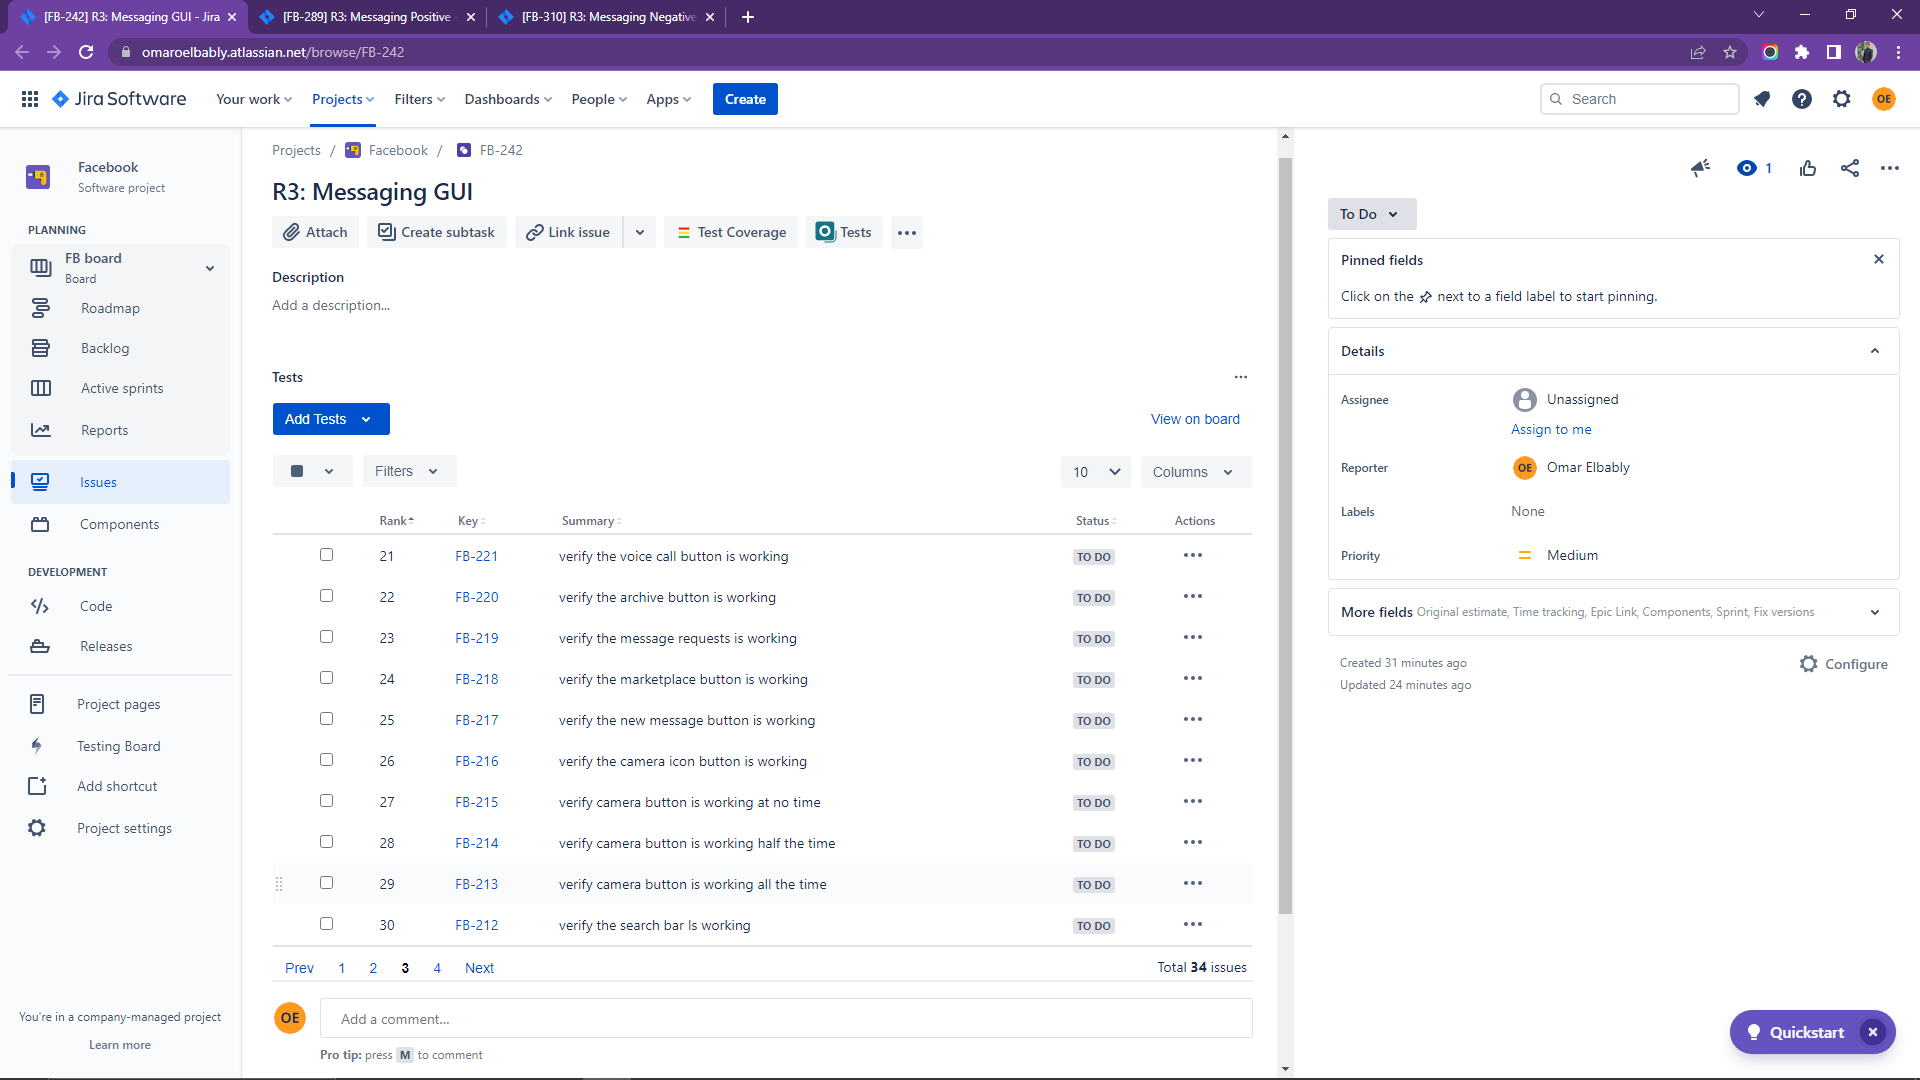 [FB-242] R3: Messaging GUI - Jira
[FB-289] R3: Messaging Positive -
[FB-310] R3: Messaging Negative
omaroelbably.atlassian.net/browse/FB-242
Jira Software
Your work
Projects
Filters
Dashboards
People
Apps
Create
Search
OE
Facebook
Software project
PLANNING
FB board
Board
Roadmap
Backlog
Active sprints
Reports
Issues
Components
DEVELOPMENT
Code
Releases
Project pages
Testing Board
Add shortcut
Project settings
You're in a company-managed project
Learn more
Projects / Facebook / FB-242
R3: Messaging GUI
Attach
Create subtask
Link issue
Test Coverage
Tests
Description
Add a description...
Tests
Add Tests
View on board
Filters
10
Columns
Rank Key Summary Status Actions
21 FB-221 verify the voice call button is working TO DO
22 FB-220 verify the archive button is working TO DO
23 FB-219 verify the message requests is working TO DO
24 FB-218 verify the marketplace button is working TO DO
25 FB-217 verify the new message button is working TO DO
26 FB-216 verify the camera icon button is working TO DO
27 FB-215 verify camera button is working at no time TO DO
28 FB-214 verify camera button is working half the time TO DO
29 FB-213 verify camera button is working all the time TO DO
30 FB-212 verify the search bar Is working TO DO
Prev 1 2 3 4 Next
Total 34 issues
OE
Add a comment...
Pro tip: press M to comment
1
To Do
Pinned fields
Click on the next to a field label to start pinning.
Details
Assignee
Unassigned
Assign to me
Reporter
OE Omar Elbably
Labels
None
Priority
Medium
More fields Original estimate, Time tracking, Epic Link, Components, Sprint, Fix versions
Created 31 minutes ago
Updated 24 minutes ago
Configure
Quickstart